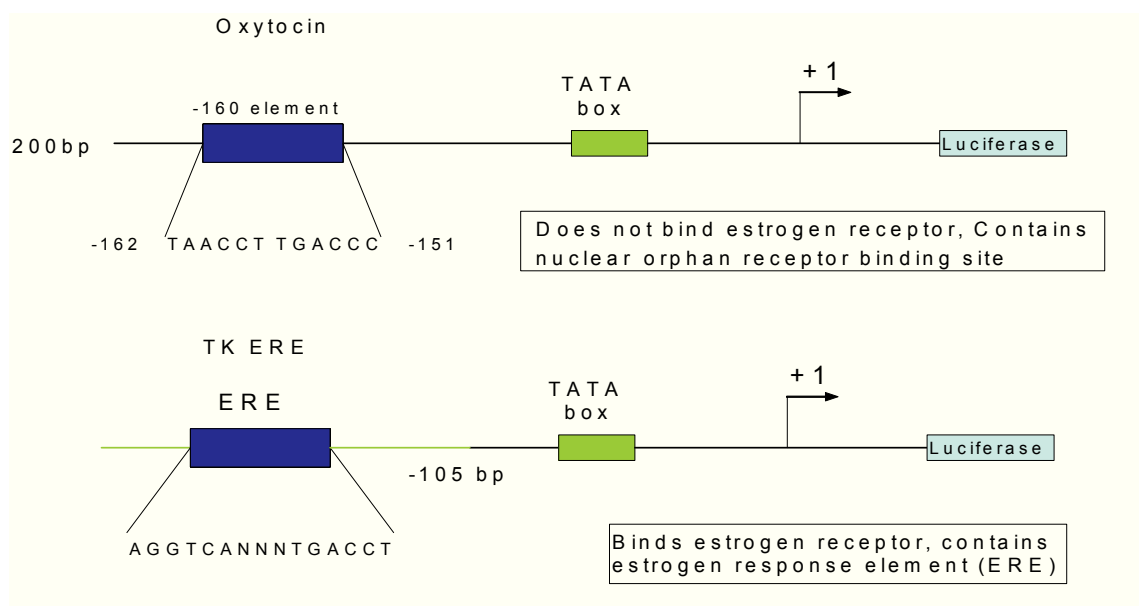 Oxytocin
-160 element
TATA
box
+1
200bp
Luciferase
-162 TAACCTTGACCC -151
Does not bind estrogen receptor, Contains
nuclear orphan receptor binding site
TK ERE
ERE
TATA
box
+1
Luciferase
-105 bp
AGGTCANNNTGACCT
Binds estrogen receptor, contains
estrogen response element (ERE)